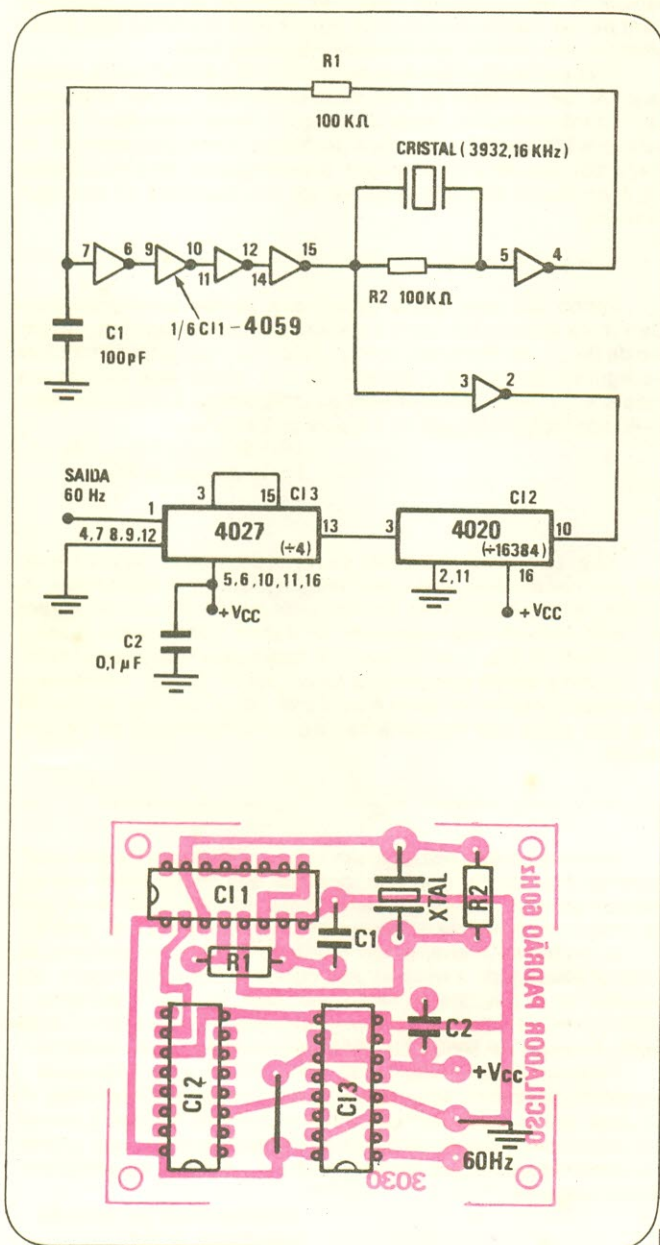 R1
100 KΩ
CRISTAL (3932,16 KHz)
7 6 9 10 12 15 5 4
11 14
R2 100KΩ
1/6 CI1 - 4059
C1
100pF
3 2
SAIDA
60 Hz
3 15 CI3
CI2
1 4027 13 3 4020 10
4,7 8,9,12 (÷4) (÷16384)
5,6,10,11,16 2,11 16
+Vcc +Vcc
C2
0,1 µF
OSCILADOR PADRÃO 60Hz
CI1
XTAL
R2
C1
R1
C2
CI2
CI3
+Vcc
60Hz
3030